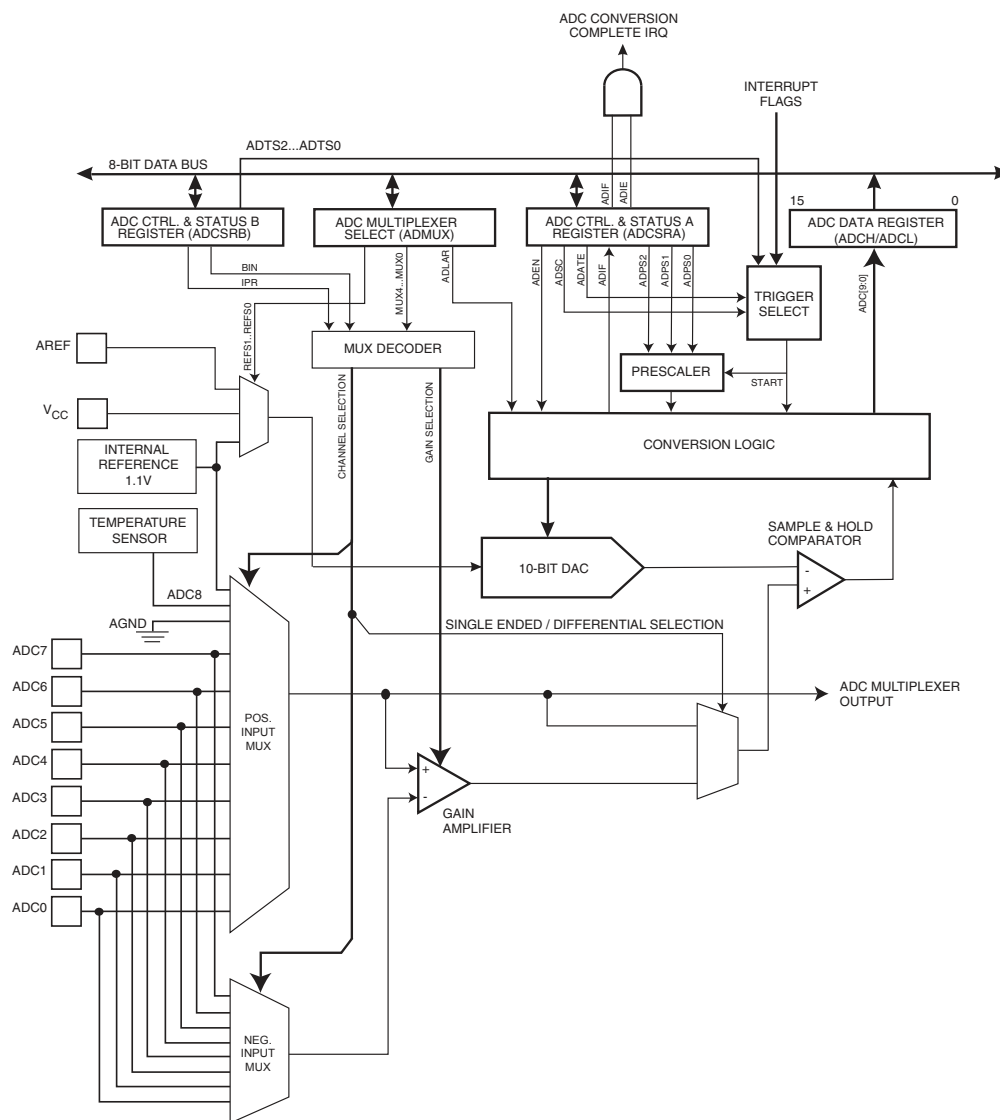 ADC CONVERSION
COMPLETE IRQ
INTERRUPT
FLAGS
ADTS2...ADTS0
8-BIT DATA BUS
ADIF
ADIE
15
0
ADC CTRL. & STATUS B
REGISTER (ADCSRB)
ADC MULTIPLEXER
SELECT (ADMUX)
ADC CTRL. & STATUS A
REGISTER (ADCSRA)
ADC DATA REGISTER
(ADCH/ADCL)
BIN
IPR
REFS1..REFS0
MUX4...MUX0
ADLAR
ADEN
ADSC
ADATE
ADIF
ADPS2
ADPS1
ADPS0
TRIGGER
SELECT
ADC[9:0]
AREF
MUX DECODER
PRESCALER
START
VCC
CHANNEL SELECTION
GAIN SELECTION
CONVERSION LOGIC
INTERNAL
REFERENCE
1.1V
TEMPERATURE
SENSOR
SAMPLE & HOLD
COMPARATOR
10-BIT DAC
-
+
ADC8
AGND
SINGLE ENDED / DIFFERENTIAL SELECTION
ADC7
ADC6
ADC MULTIPLEXER
OUTPUT
ADC5
POS.
INPUT
MUX
ADC4
+
-
ADC3
GAIN
AMPLIFIER
ADC2
ADC1
ADC0
NEG.
INPUT
MUX